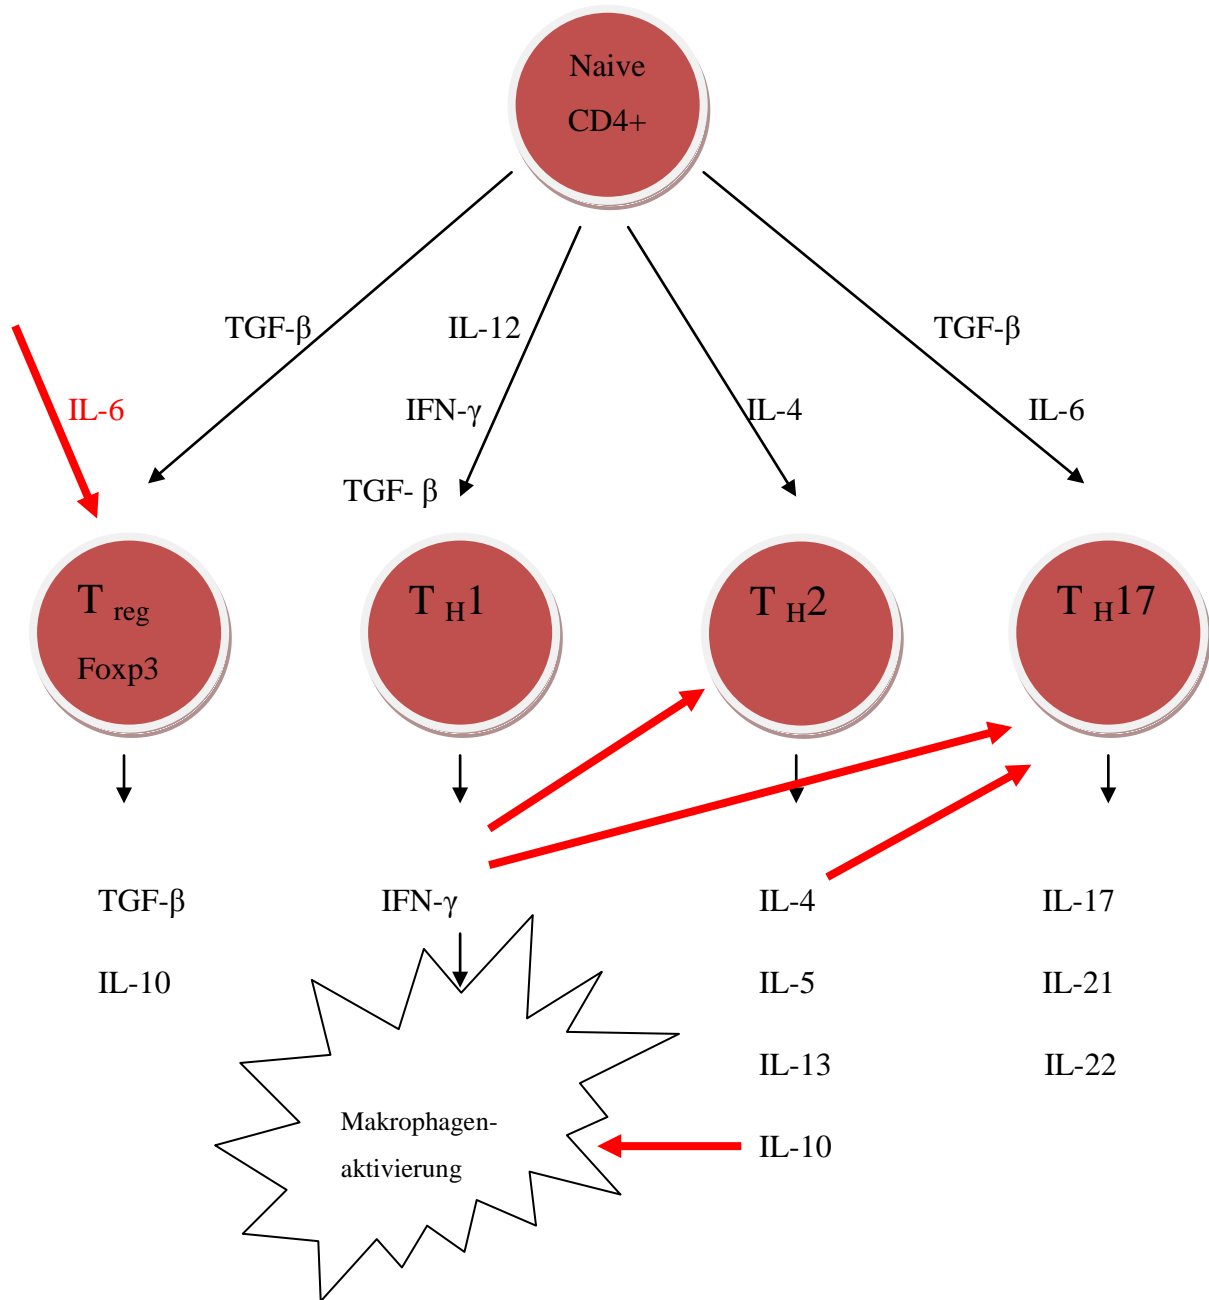 Naive
CD4+
TGF-β
IL-12
TGF-β
IL-6
IFN-γ
IL-4
IL-6
TGF- β
T reg
Foxp3
T H1
T H2
T H17
TGF-β
IFN-γ
IL-4
IL-17
IL-10
IL-5
IL-21
IL-13
IL-22
Makrophagen-
aktivierung
IL-10